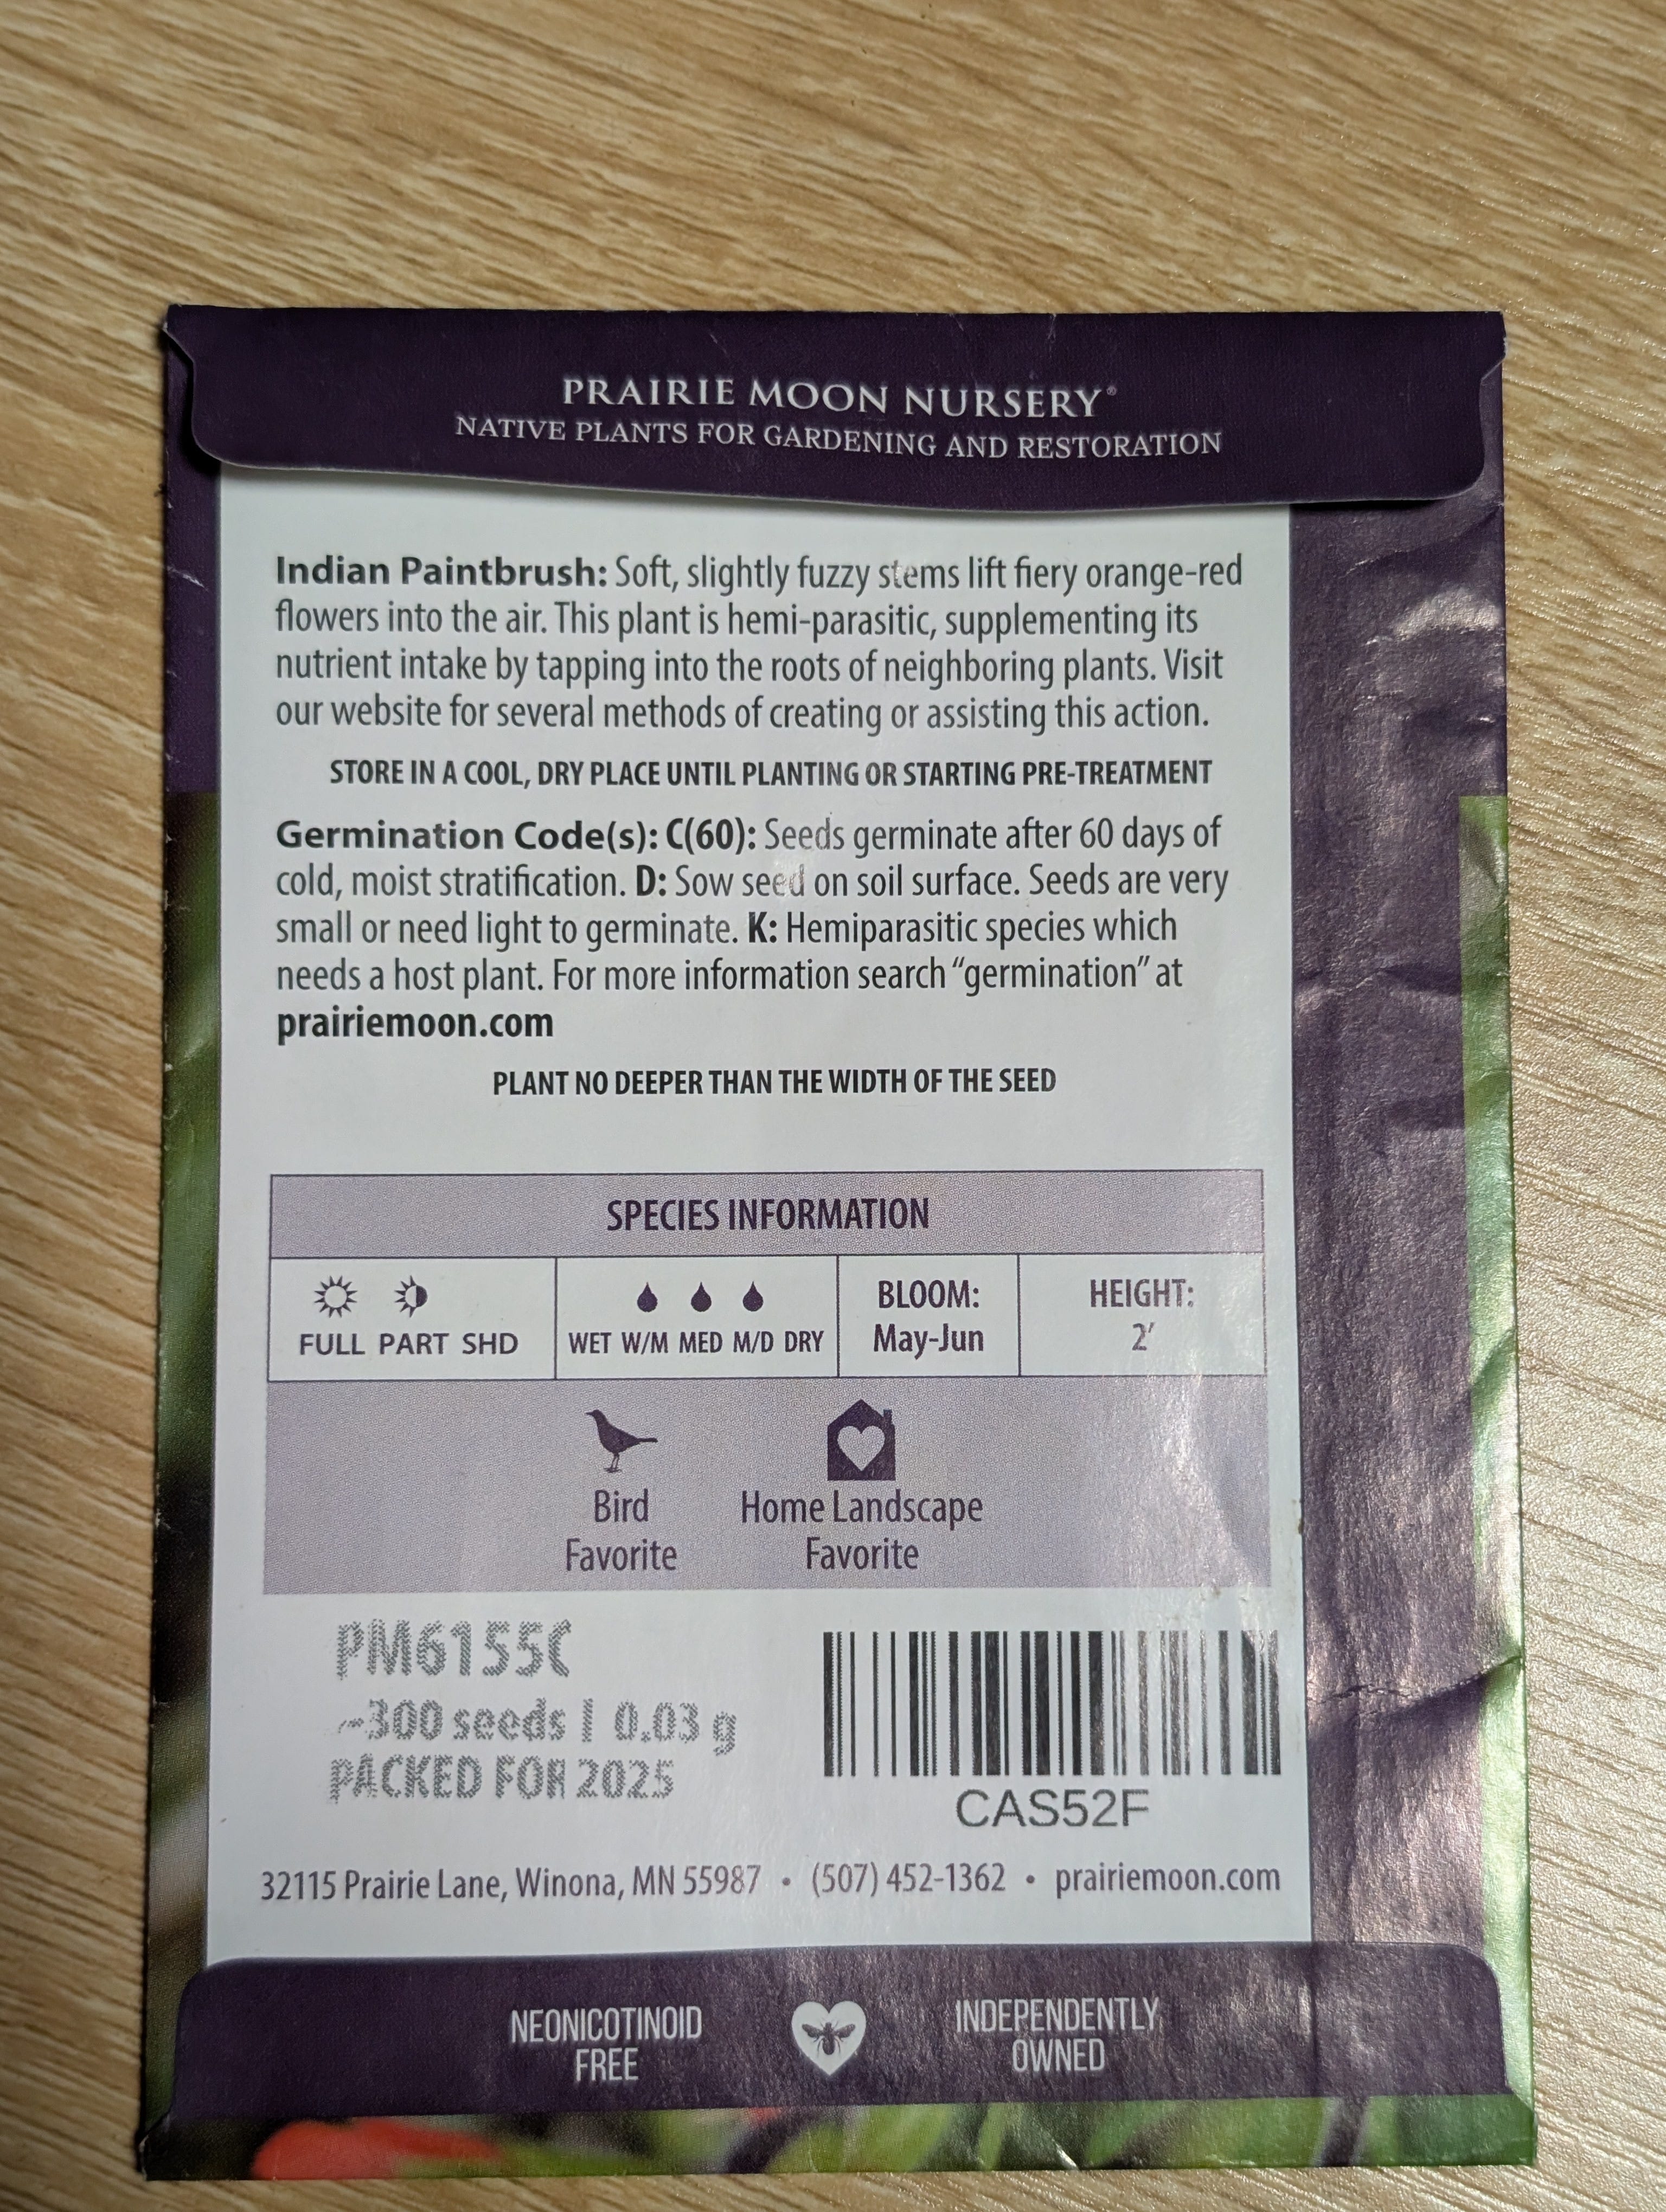 PRAIRIE MOON NURSERY®
NATIVE PLANTS FOR GARDENING AND RESTORATION
Indian Paintbrush: Soft, slightly fuzzy stems lift fiery orange-red
flowers into the air. This plant is hemi-parasitic, supplementing its
nutrient intake by tapping into the roots of neighboring plants. Visit
our website for several methods of creating or assisting this action.
STORE IN A COOL, DRY PLACE UNTIL PLANTING OR STARTING PRE-TREATMENT
Germination Code(s): C(60): Seeds germinate after 60 days of
cold, moist stratification. D: Sow seed on soil surface. Seeds are very
small or need light to germinate. K: Hemiparasitic species which
needs a host plant. For more information search “germination” at
prairiemoon.com
PLANT NO DEEPER THAN THE WIDTH OF THE SEED
SPECIES INFORMATION
FULL PART SHD
WET W/M MED M/D DRY
BLOOM:
May-Jun
HEIGHT:
2'
Bird
Favorite
Home Landscape
Favorite
PM6155C
~300 seeds | 0.03 g
PACKED FOR 2025
CAS52F
32115 Prairie Lane, Winona, MN 55987 • (507) 452-1362 • prairiemoon.com
NEONICOTINOID
FREE
INDEPENDENTLY
OWNED